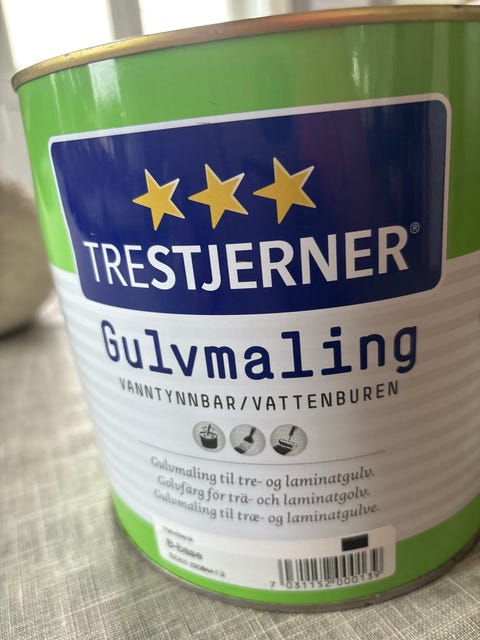 TRESTJERNER®
Gulvmaling
VANNTYNNBAR/VATTENBUREN
Gulvmaling til tre- og laminatgulv.
Golvfärg för trä- och laminatgolv.
Gulvmaling til træ- og laminatgulve.
B-base
7 031152 000139